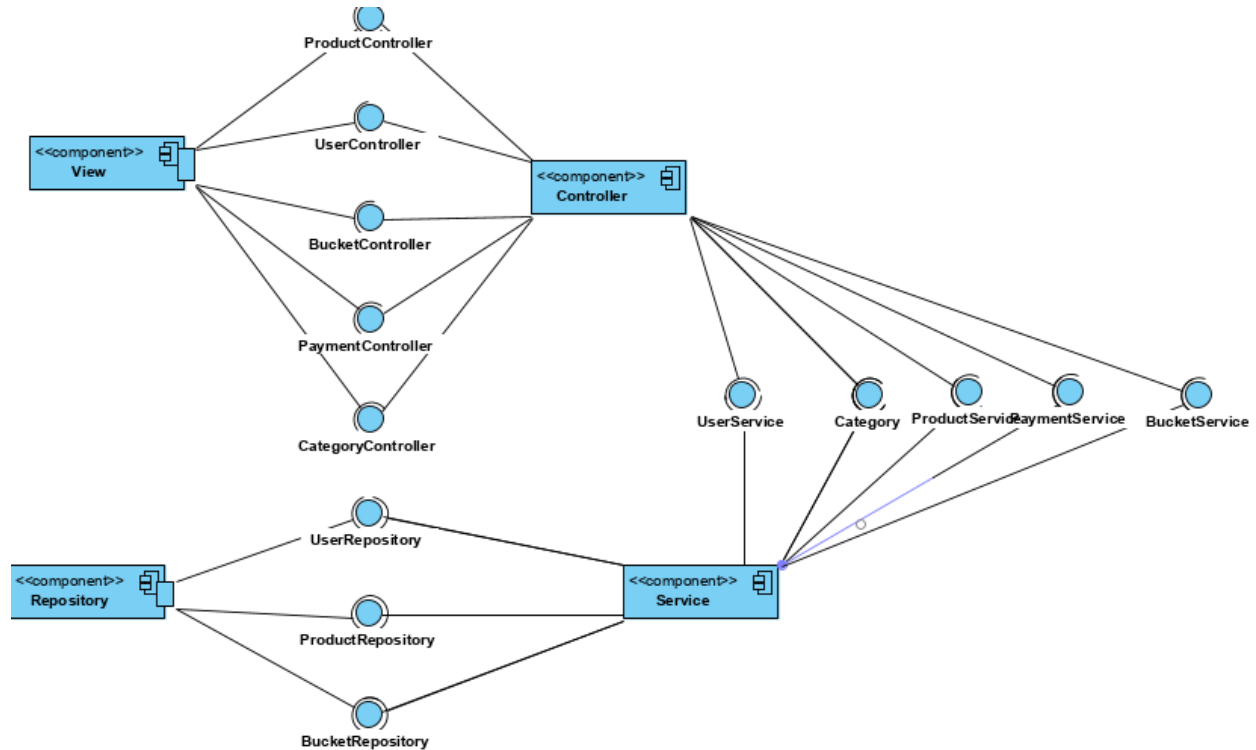 ProductController
UserController
<<component>>
View
<<component>>
Controller
BucketController
PaymentController
CategoryController
UserService
Category
ProductService
PaymentService
BucketService
UserRepository
<<component>>
Repository
<<component>>
Service
ProductRepository
BucketRepository